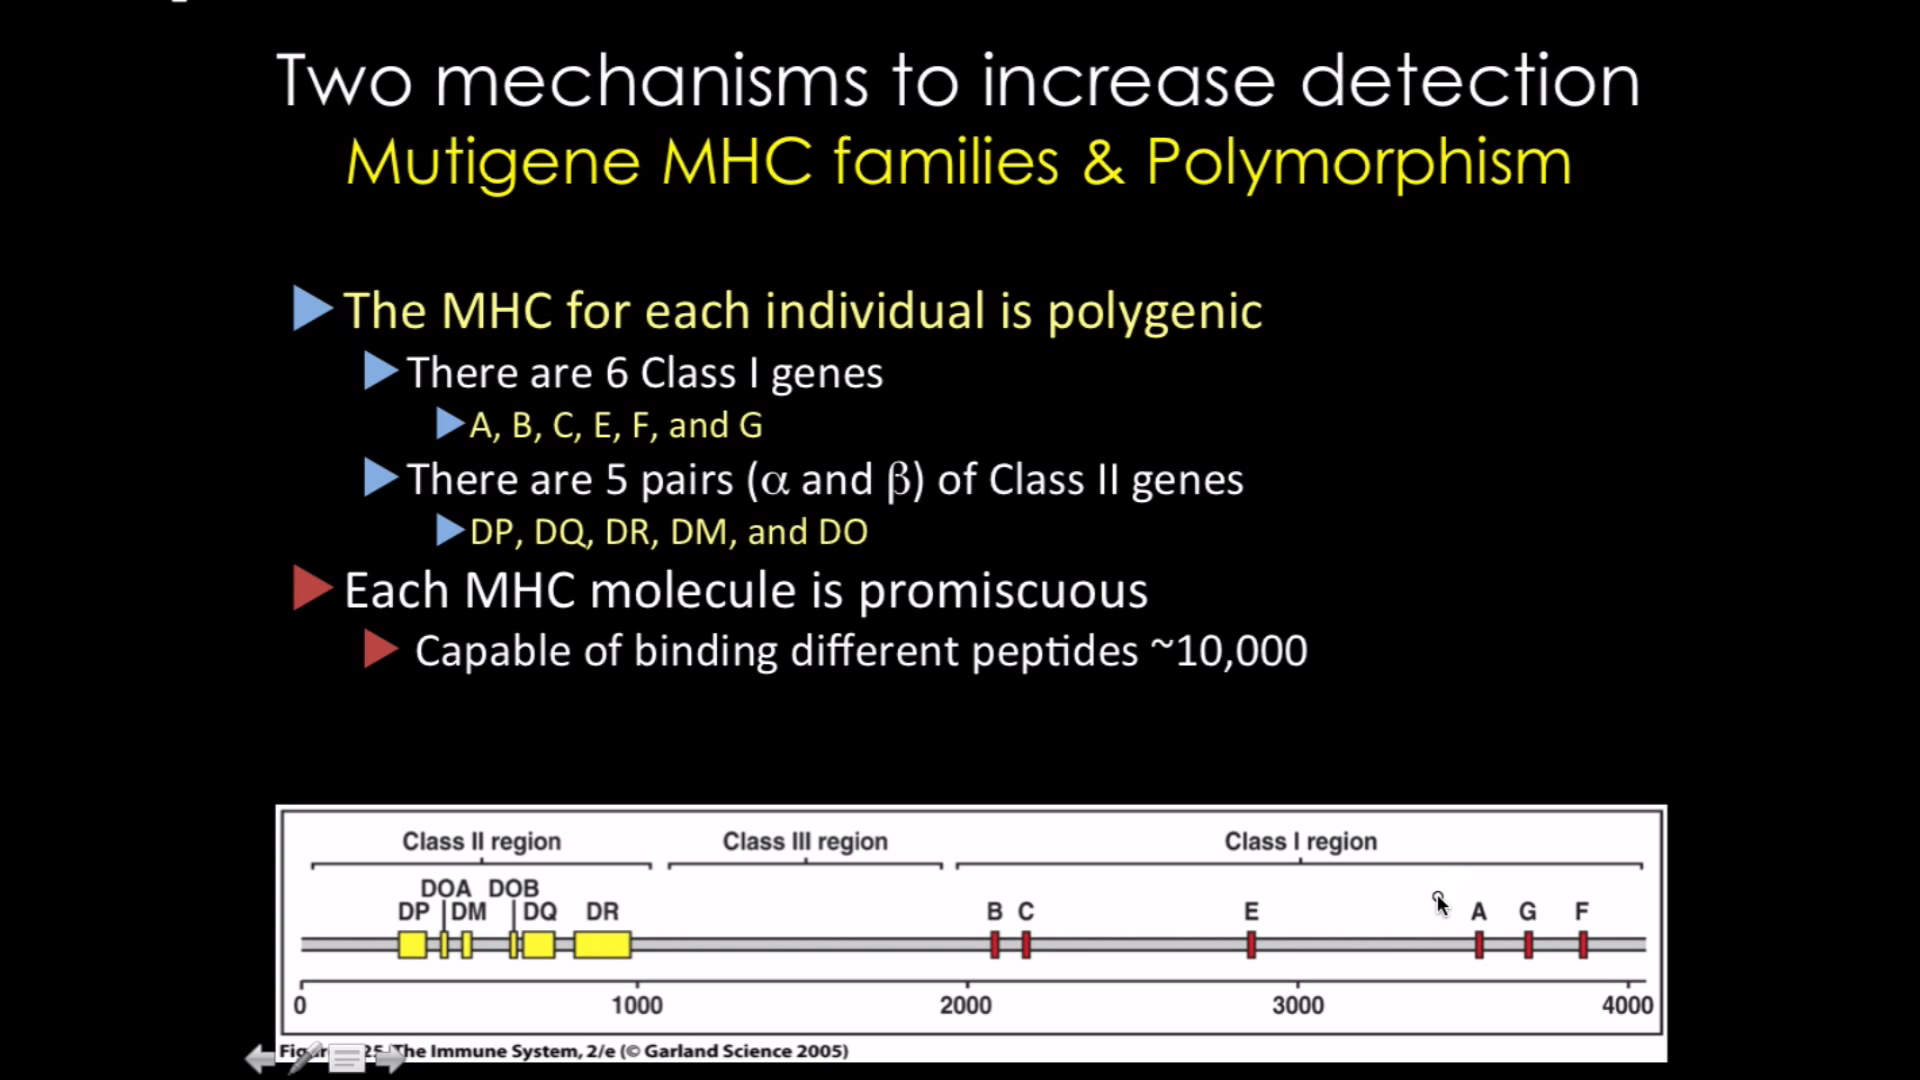 Two mechanisms to increase detection
Mutigene MHC families & Polymorphism
The MHC for each individual is polygenic
There are 6 Class I genes
A, B, C, E, F, and G
There are 5 pairs (α and β) of Class II genes
DP, DQ, DR, DM, and DO
Each MHC molecule is promiscuous
Capable of binding different peptides ~10,000
Class II region Class III region Class I region
DOA DOB
DP DM DQ DR B C E A G F
0 1000 2000 3000 4000
The Immune System, 2/e (© Garland Science 2005)